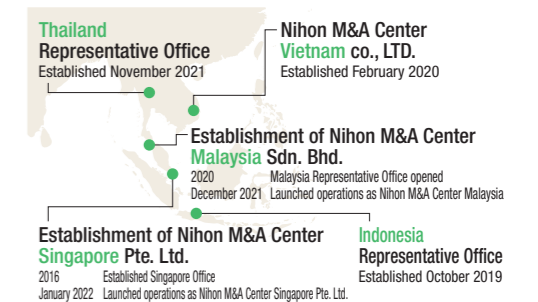 Thailand
Representative Office
Established November 2021
Nihon M&A Center
Vietnam co., LTD.
Established February 2020
Establishment of Nihon M&A Center
Malaysia Sdn. Bhd.
2020 Malaysia Representative Office opened
December 2021 Launched operations as Nihon M&A Center Malaysia
Establishment of Nihon M&A Center
Singapore Pte. Ltd.
2016 Established Singapore Office
January 2022 Launched operations as Nihon M&A Center Singapore Pte. Ltd.
Indonesia
Representative Office
Established October 2019